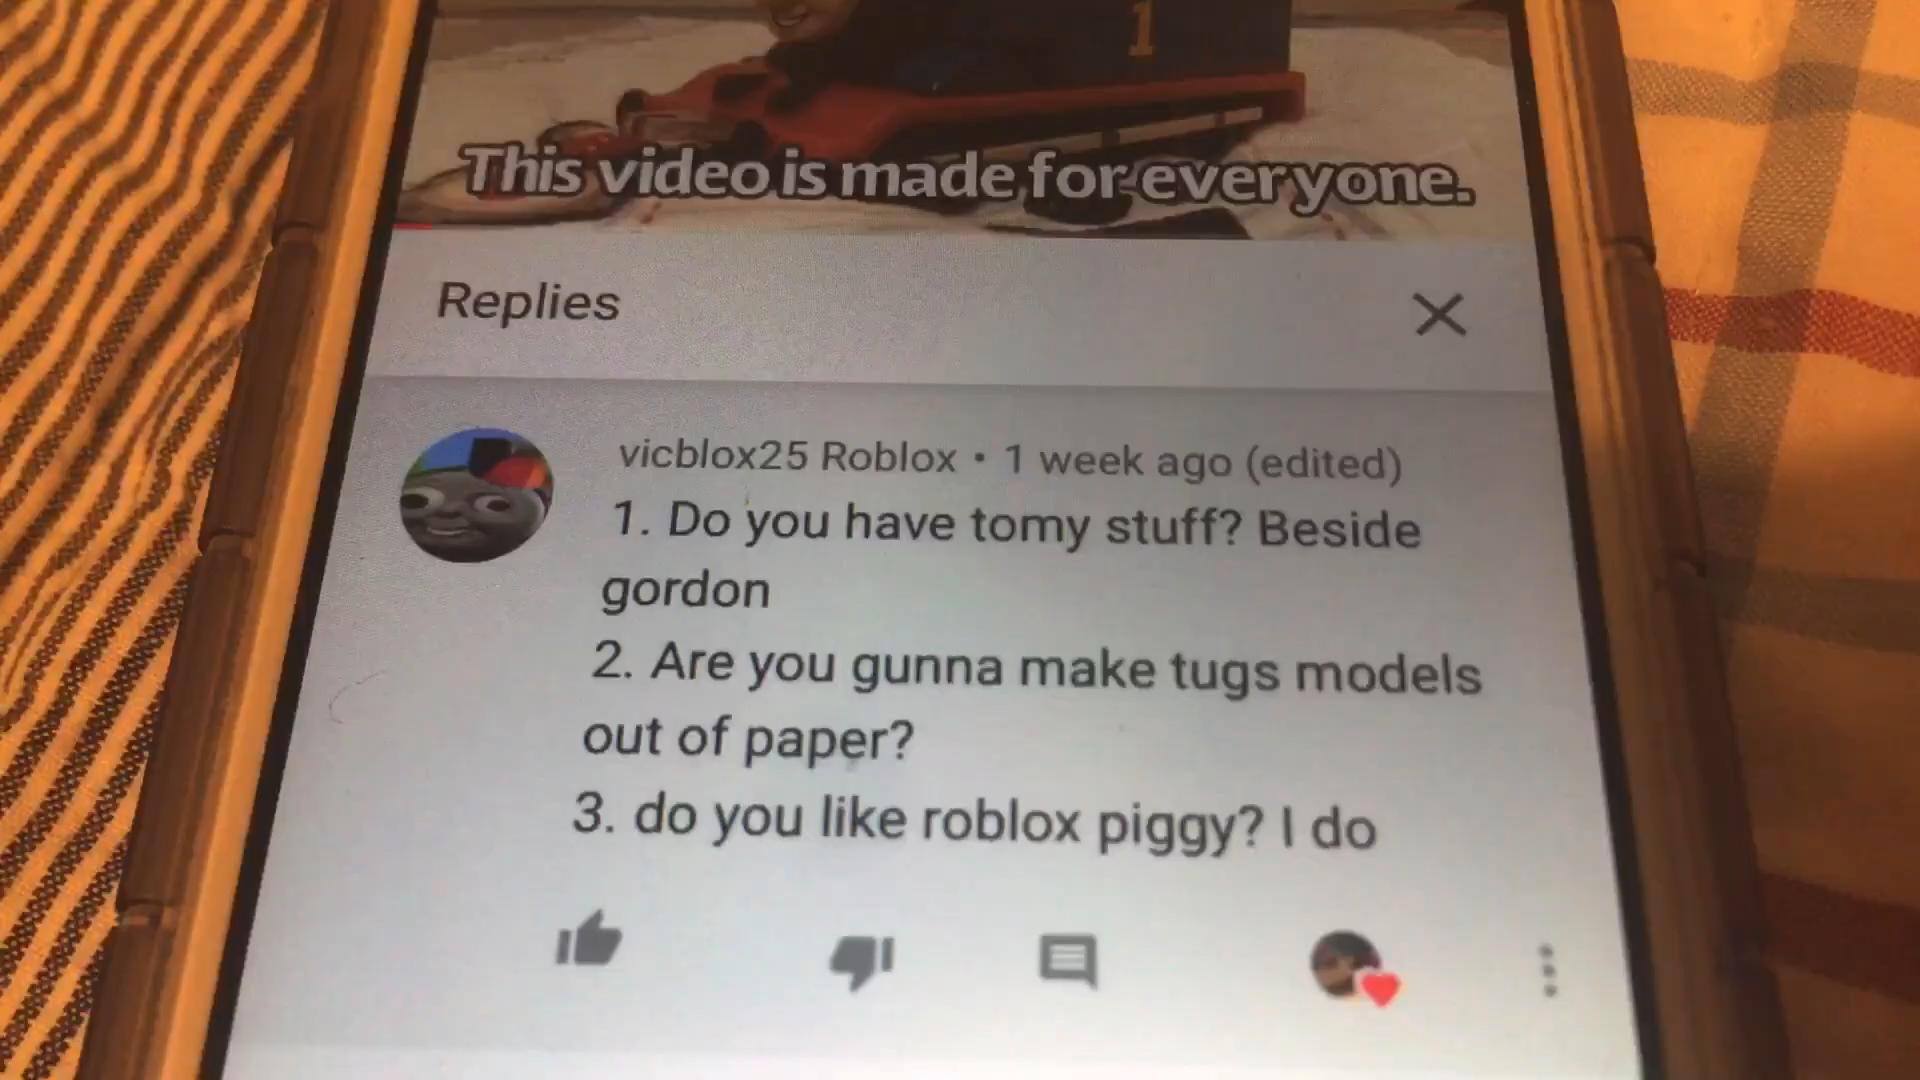 1
This video is made for everyone.
Replies
vicblox25 Roblox • 1 week ago (edited)
1. Do you have tomy stuff? Beside
gordon
2. Are you gunna make tugs models
out of paper?
3. do you like roblox piggy? I do